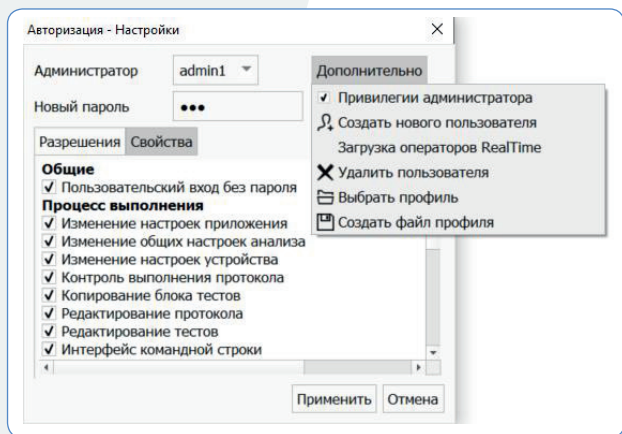 Авторизация - Настройки
Администратор admin1 Дополнительно
Новый пароль •••
Привилегии администратора
Создать нового пользователя
Загрузка операторов RealTime
Удалить пользователя
Выбрать профиль
Создать файл профиля
Разрешения Свойства
Общие
Пользовательский вход без пароля
Процесс выполнения
Изменение настроек приложения
Изменение общих настроек анализа
Изменение настроек устройства
Контроль выполнения протокола
Копирование блока тестов
Редактирование протокола
Редактирование тестов
Интерфейс командной строки
Применить Отмена